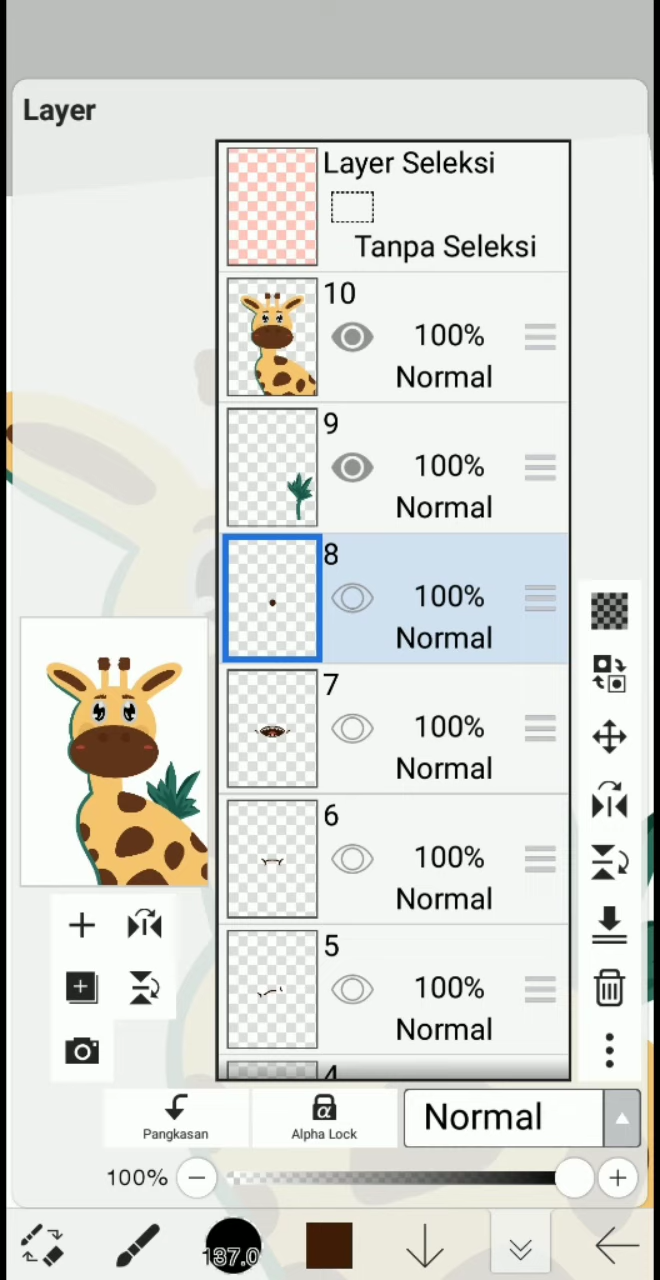 Layer
Layer Seleksi
Tanpa Seleksi
10
100%
Normal
9
100%
Normal
8
100%
Normal
7
100%
Normal
6
100%
Normal
5
100%
Normal
4
Pangkasan
α
Alpha Lock
Normal
100%
137.0